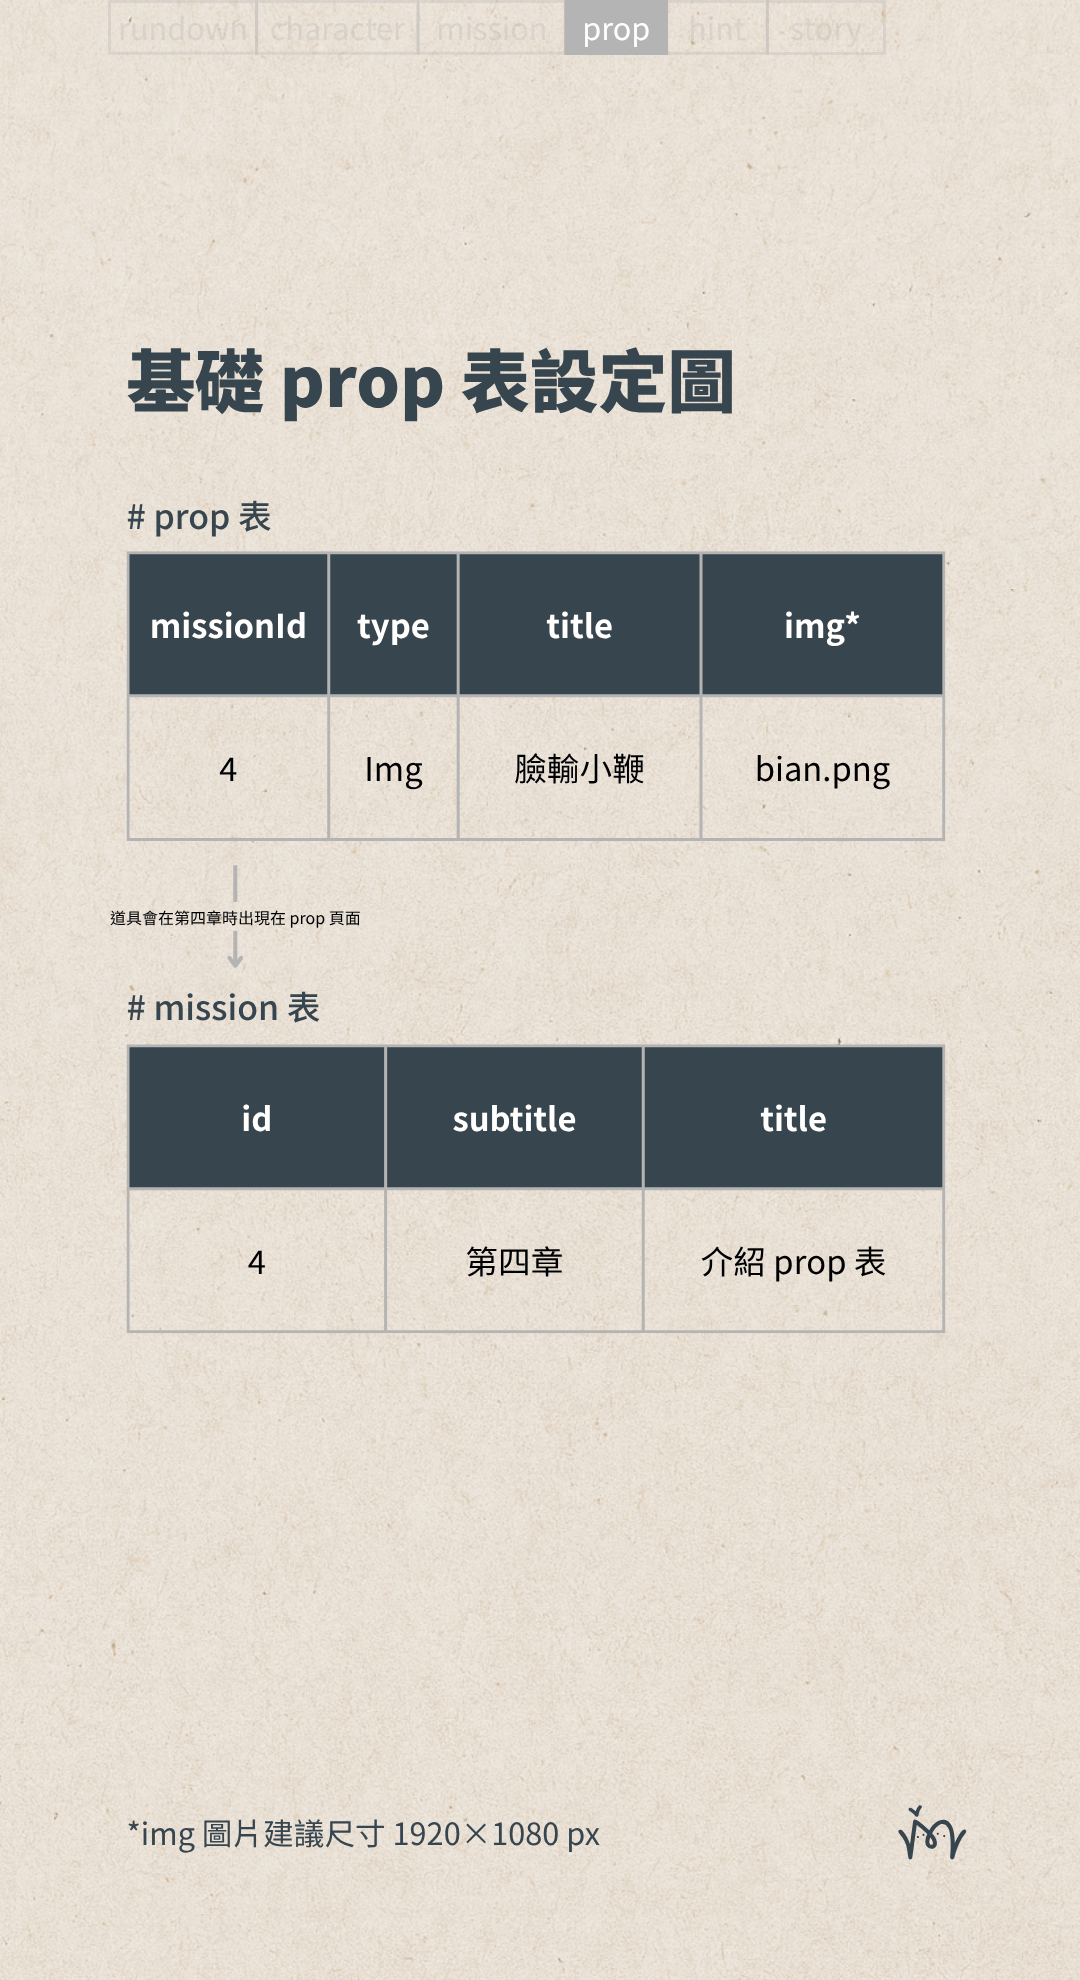 rundown character mission prop hint story
基礎 prop 表設定圖
# prop 表
missionId type title img*
4 Img 臉輸小鞭 bian.png
道具會在第四章時出現在 prop 頁面
# mission 表
id subtitle title
4 第四章 介紹 prop 表
*img 圖片建議尺寸 1920×1080 px